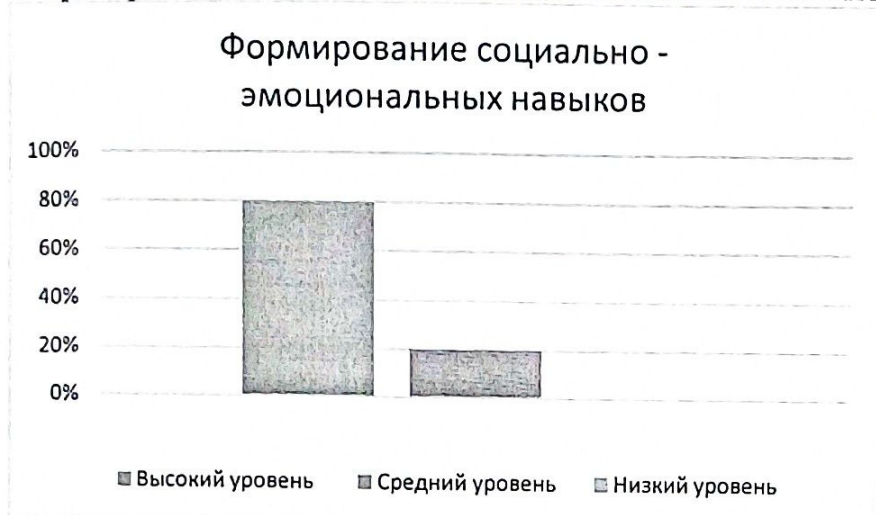 Формирование социально -
эмоциональных навыков
100%
80%
60%
40%
20%
0%
Высокий уровень
Средний уровень
Низкий уровень